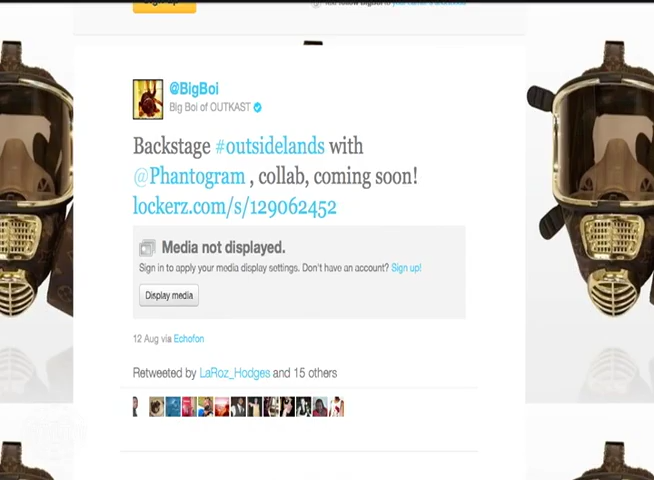 @BigBoi
Big Boi of OUTKAST
Backstage #outsidelands with
@Phantogram , collab, coming soon!
lockerz.com/s/129062452
Media not displayed.
Sign in to apply your media display settings. Don't have an account? Sign up!
Display media
12 Aug via Echofon
Retweeted by LaRoz_Hodges and 15 others